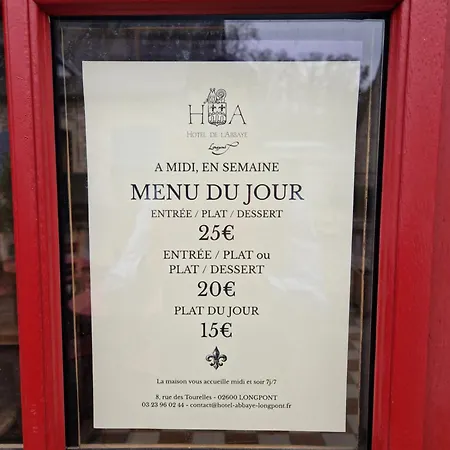 H A
HOTEL DE L'ABBAYE
Longpont
A MIDI, EN SEMAINE
MENU DU JOUR
ENTRÉE / PLAT / DESSERT
25€
ENTRÉE / PLAT ou
PLAT / DESSERT
20€
PLAT DU JOUR
15€
La maison vous accueille midi et soir 7j/7
8, rue des Tourelles - 02600 LONGPONT
03 23 96 02 44 - contact@hotel-abbaye-longpont.fr